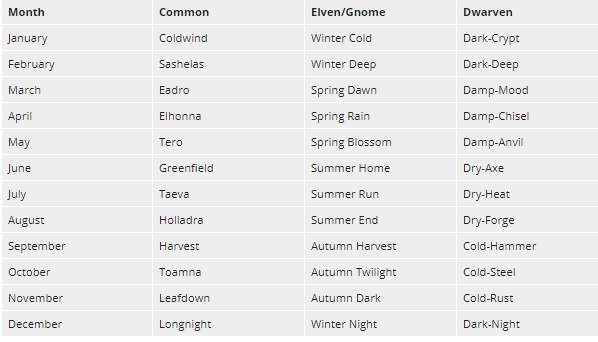 Month Common Elven/Gnome Dwarven
January Coldwind Winter Cold Dark-Crypt
February Sashelas Winter Deep Dark-Deep
March Eadro Spring Dawn Damp-Mood
April Elhonna Spring Rain Damp-Chisel
May Tero Spring Blossom Damp-Anvil
June Greenfield Summer Home Dry-Axe
July Taeva Summer Run Dry-Heat
August Holladra Summer End Dry-Forge
September Harvest Autumn Harvest Cold-Hammer
October Toamna Autumn Twilight Cold-Steel
November Leafdown Autumn Dark Cold-Rust
December Longnight Winter Night Dark-Night